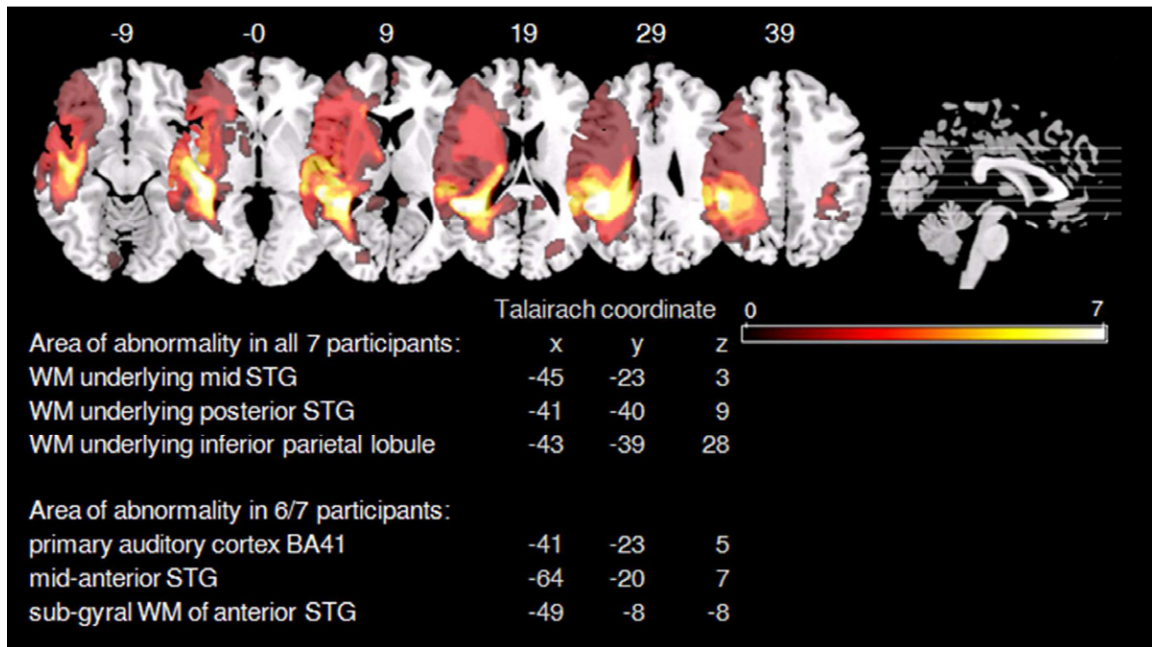 -9 -0 9 19 29 39
Talairach coordinate 0 7
Area of abnormality in all 7 participants: x y z
WM underlying mid STG -45 -23 3
WM underlying posterior STG -41 -40 9
WM underlying inferior parietal lobule -43 -39 28
Area of abnormality in 6/7 participants:
primary auditory cortex BA41 -41 -23 5
mid-anterior STG -64 -20 7
sub-gyral WM of anterior STG -49 -8 -8